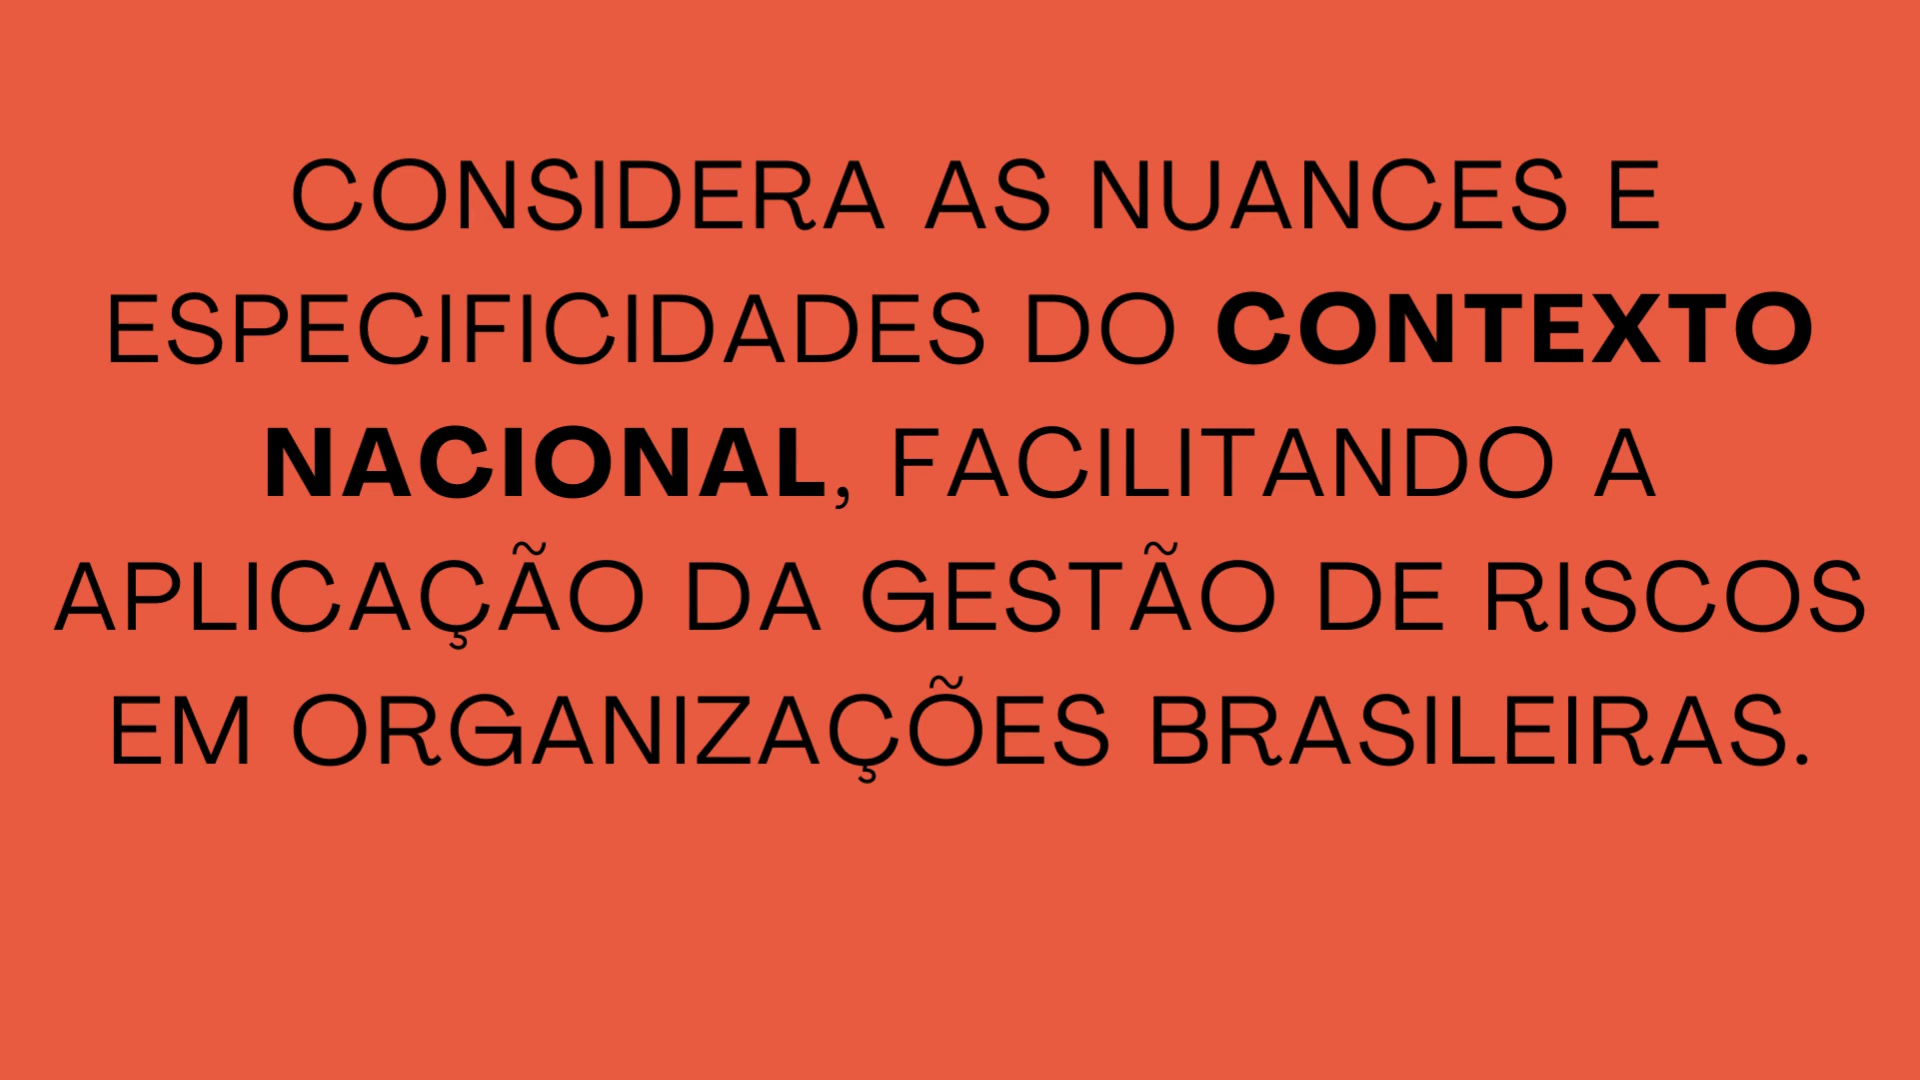 CONSIDERA AS NUANCES E
ESPECIFICIDADES DO CONTEXTO
NACIONAL, FACILITANDO A
APLICAÇÃO DA GESTÃO DE RISCOS
EM ORGANIZAÇÕES BRASILEIRAS.